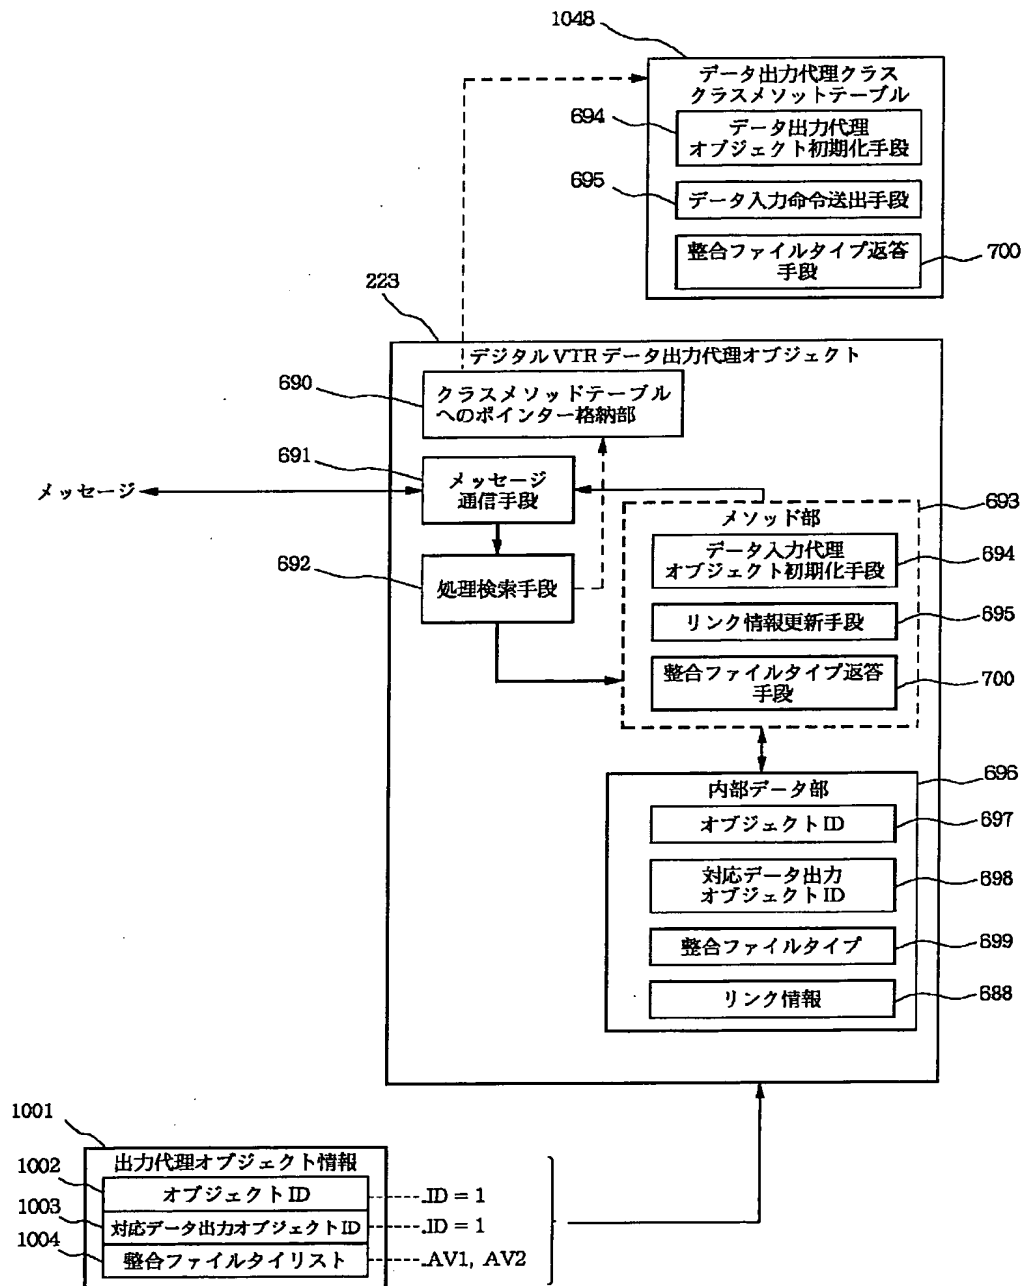 1048
データ出力代理クラス
クラスメソットテーブル
694
データ出力代理
オブジェクト初期化手段
695
データ入力命令送出手段
整合ファイルタイプ返答
手段
700
223
デジタルVTRデータ出力代理オブジェクト
690
クラスメソッドテーブル
へのポインター格納部
691
メッセージ
メッセージ
通信手段
692
処理検索手段
693
メソッド部
データ入力代理
オブジェクト初期化手段
694
リンク情報更新手段
695
整合ファイルタイプ返答
手段
700
696
内部データ部
オブジェクトID
697
対応データ出力
オブジェクトID
698
整合ファイルタイプ
699
リンク情報
688
1001
出力代理オブジェクト情報
1002
オブジェクトID
ID = 1
1003
対応データ出力オブジェクトID
ID = 1
1004
整合ファイルタイリスト
AV1, AV2